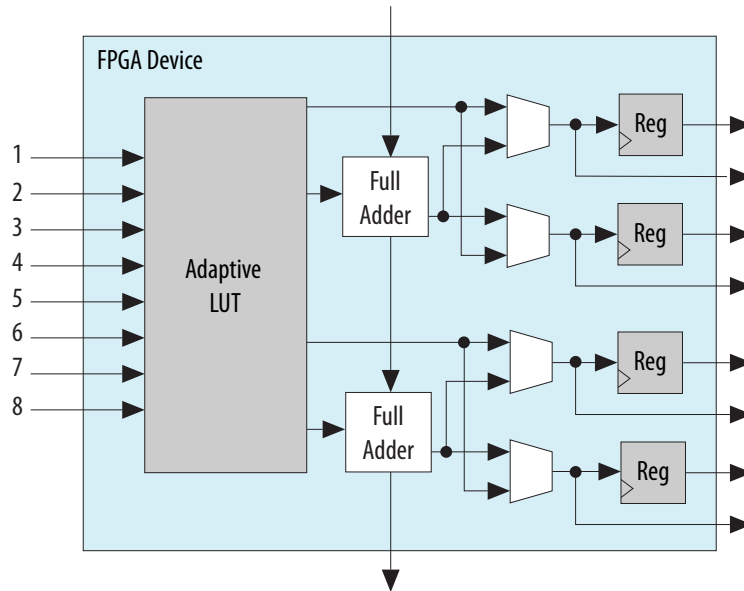 FPGA Device
1
2
3
4
5
6
7
8
Adaptive
LUT
Full
Adder
Full
Adder
Reg
Reg
Reg
Reg